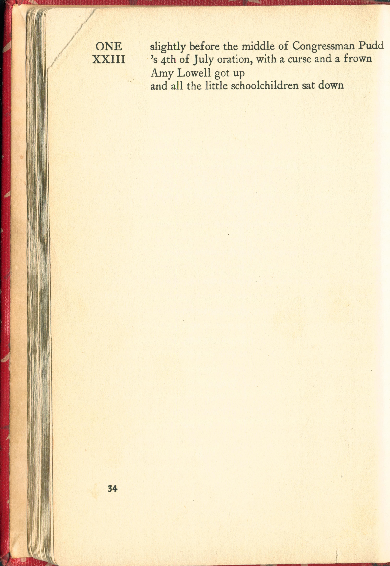 ONE
XXIII
slightly before the middle of Congressman Pudd
's 4th of July oration, with a curse and a frown
Amy Lowell got up
and all the little schoolchildren sat down
34